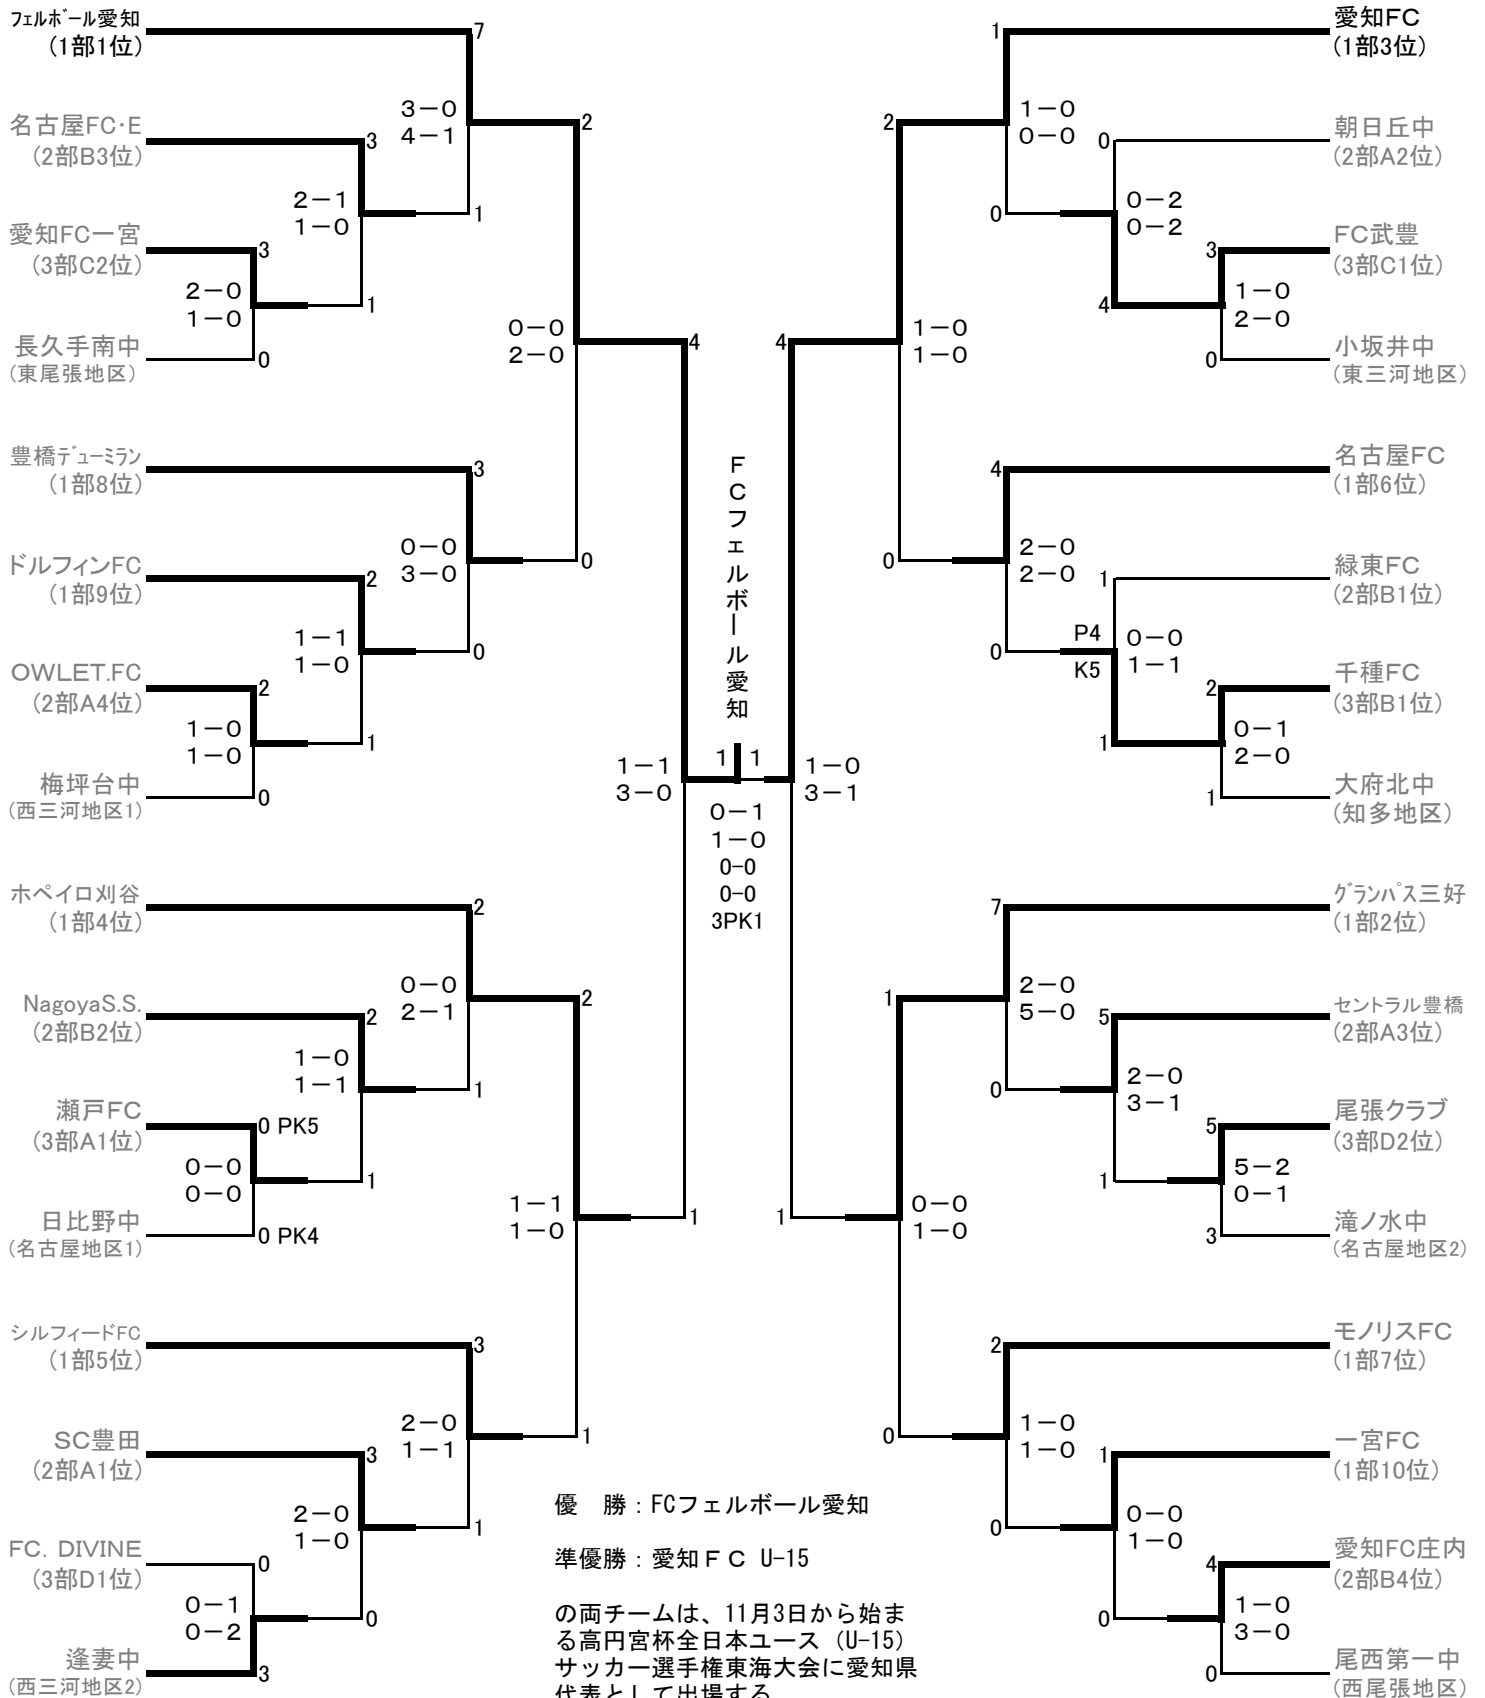 フェルボール愛知
(1部1位)
7
3－0
4－1
2
名古屋FC･E
(2部B3位)
3
2－1
1－0
1
愛知FC一宮
(3部C2位)
3
2－0
1－0
1
長久手南中
(東尾張地区)
0
0－0
2－0
4
豊橋デューミラン
(1部8位)
3
0－0
3－0
0
ドルフィンFC
(1部9位)
2
1－1
1－0
0
OWLET.FC
(2部A4位)
2
1－0
1－0
1
梅坪台中
(西三河地区1)
0
1－1
3－0
ホペイロ刈谷
(1部4位)
2
0－0
2－1
2
NagoyaS.S.
(2部B2位)
2
1－0
1－1
1
瀬戸FC
(3部A1位)
0 PK5
0－0
0－0
1
日比野中
(名古屋地区1)
0 PK4
1－1
1－0
1
シルフィードFC
(1部5位)
3
2－0
1－1
1
SC豊田
(2部A1位)
3
2－0
1－0
1
FC. DIVINE
(3部D1位)
0
0－1
0－2
0
逢妻中
(西三河地区2)
3
FCフェルボール愛知
1
1
0－1
1－0
0-0
0-0
3PK1
愛知FC
(1部3位)
1
1－0
0－0
2
朝日丘中
(2部A2位)
0
0－2
0－2
0
FC武豊
(3部C1位)
3
1－0
2－0
4
小坂井中
(東三河地区)
0
1－0
1－0
4
名古屋FC
(1部6位)
4
2－0
2－0
0
緑東FC
(2部B1位)
1
P4
K5
0－0
1－1
0
千種FC
(3部B1位)
2
0－1
2－0
1
大府北中
(知多地区)
1
1－0
3－1
グランパス三好
(1部2位)
7
2－0
5－0
1
セントラル豊橋
(2部A3位)
5
2－0
3－1
0
尾張クラブ
(3部D2位)
5
5－2
0－1
1
滝ノ水中
(名古屋地区2)
3
0－0
1－0
1
モノリスFC
(1部7位)
2
1－0
1－0
0
一宮FC
(1部10位)
1
0－0
1－0
0
愛知FC庄内
(2部B4位)
4
1－0
3－0
0
尾西第一中
(西尾張地区)
0
優　勝：FCフェルボール愛知
準優勝：愛知ＦＣ U-15
の両チームは、11月3日から始ま
る高円宮杯全日本ユース（U-15）
サッカー選手権東海大会に愛知県
代表として出場する